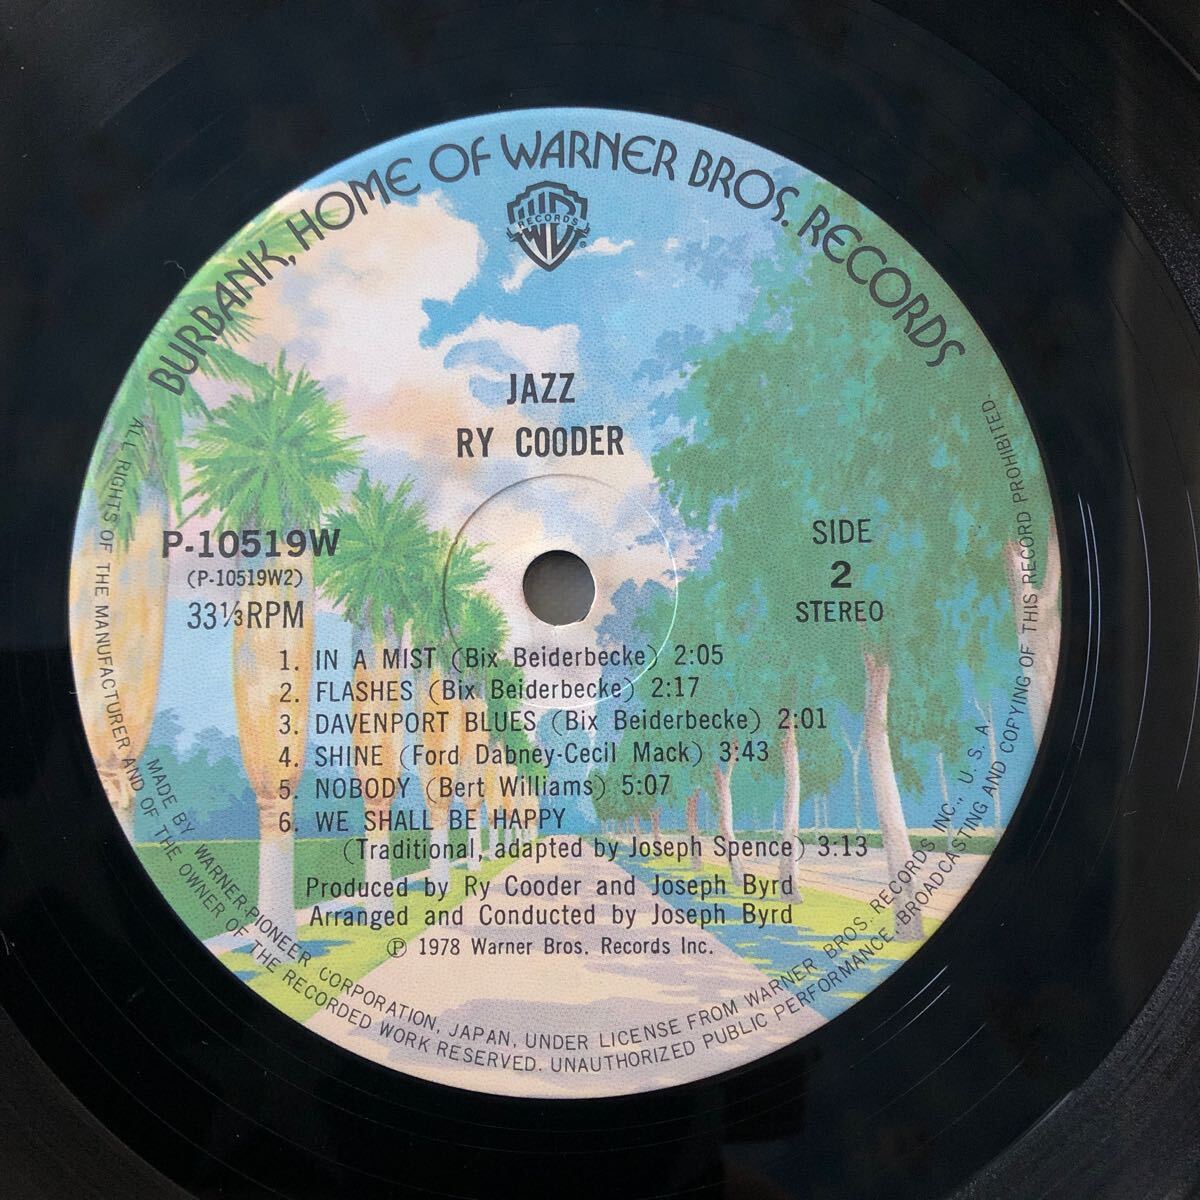 BURBANK, HOME OF WARNER BROS. RECORDS
W
RECORDS
®
JAZZ
RY COODER
P-10519W
(P-10519W2)
33⅓RPM
SIDE
2
STEREO
1. IN A MIST (Bix Beiderbecke) 2:05
2. FLASHES (Bix Beiderbecke) 2:17
3. DAVENPORT BLUES (Bix Beiderbecke) 2:01
4. SHINE (Ford Dabney-Cecil Mack) 3:43
5. NOBODY (Bert Williams) 5:07
6. WE SHALL BE HAPPY
(Traditional, adapted by Joseph Spence) 3:13
Produced by Ry Cooder and Joseph Byrd
Arranged and Conducted by Joseph Byrd
℗ 1978 Warner Bros. Records Inc.
MADE BY WARNER-PIONEER CORPORATION, JAPAN, UNDER LICENSE FROM WARNER BROS. RECORDS INC., U.S.A.
ALL RIGHTS OF THE MANUFACTURER AND OF THE OWNER OF THE RECORDED WORK RESERVED. UNAUTHORIZED PUBLIC PERFORMANCE, BROADCASTING AND COPYING OF THIS RECORD PROHIBITED.